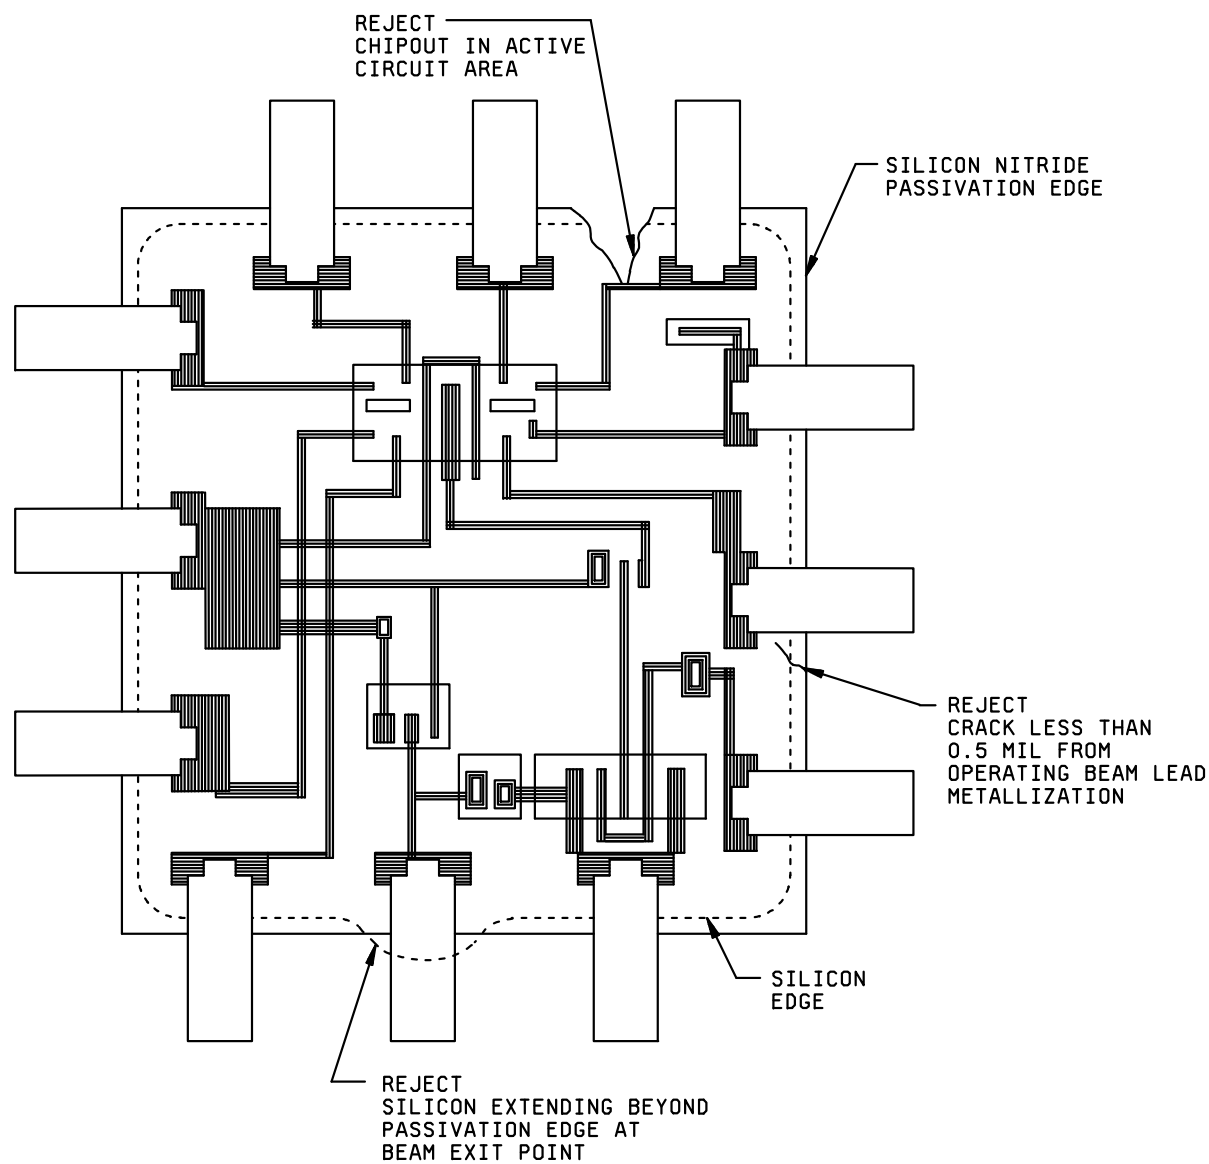 REJECT
CHIPOUT IN ACTIVE
CIRCUIT AREA
SILICON NITRIDE
PASSIVATION EDGE
REJECT
CRACK LESS THAN
0.5 MIL FROM
OPERATING BEAM LEAD
METALLIZATION
SILICON
EDGE
REJECT
SILICON EXTENDING BEYOND
PASSIVATION EDGE AT
BEAM EXIT POINT